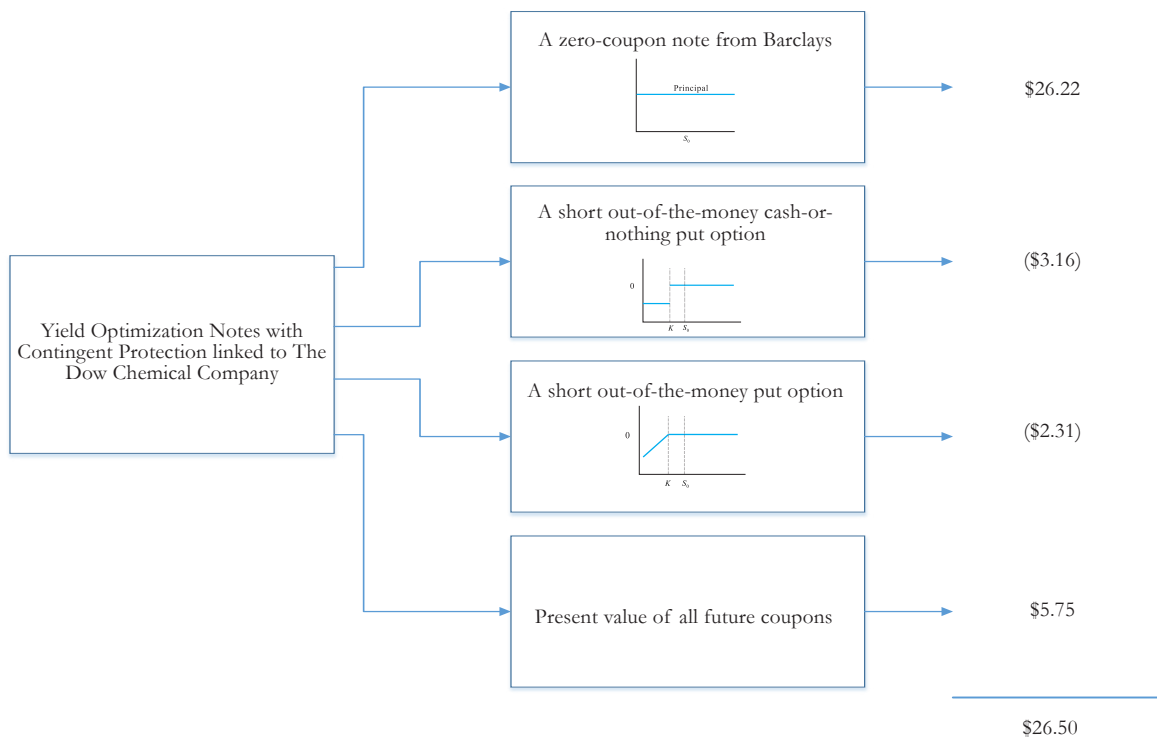 A zero-coupon note from Barclays
Principal
S₀
$26.22
A short out-of-the-money cash-or-
nothing put option
0
K
S₀
($3.16)
Yield Optimization Notes with
Contingent Protection linked to The
Dow Chemical Company
A short out-of-the-money put option
0
K
S₀
($2.31)
Present value of all future coupons
$5.75
$26.50